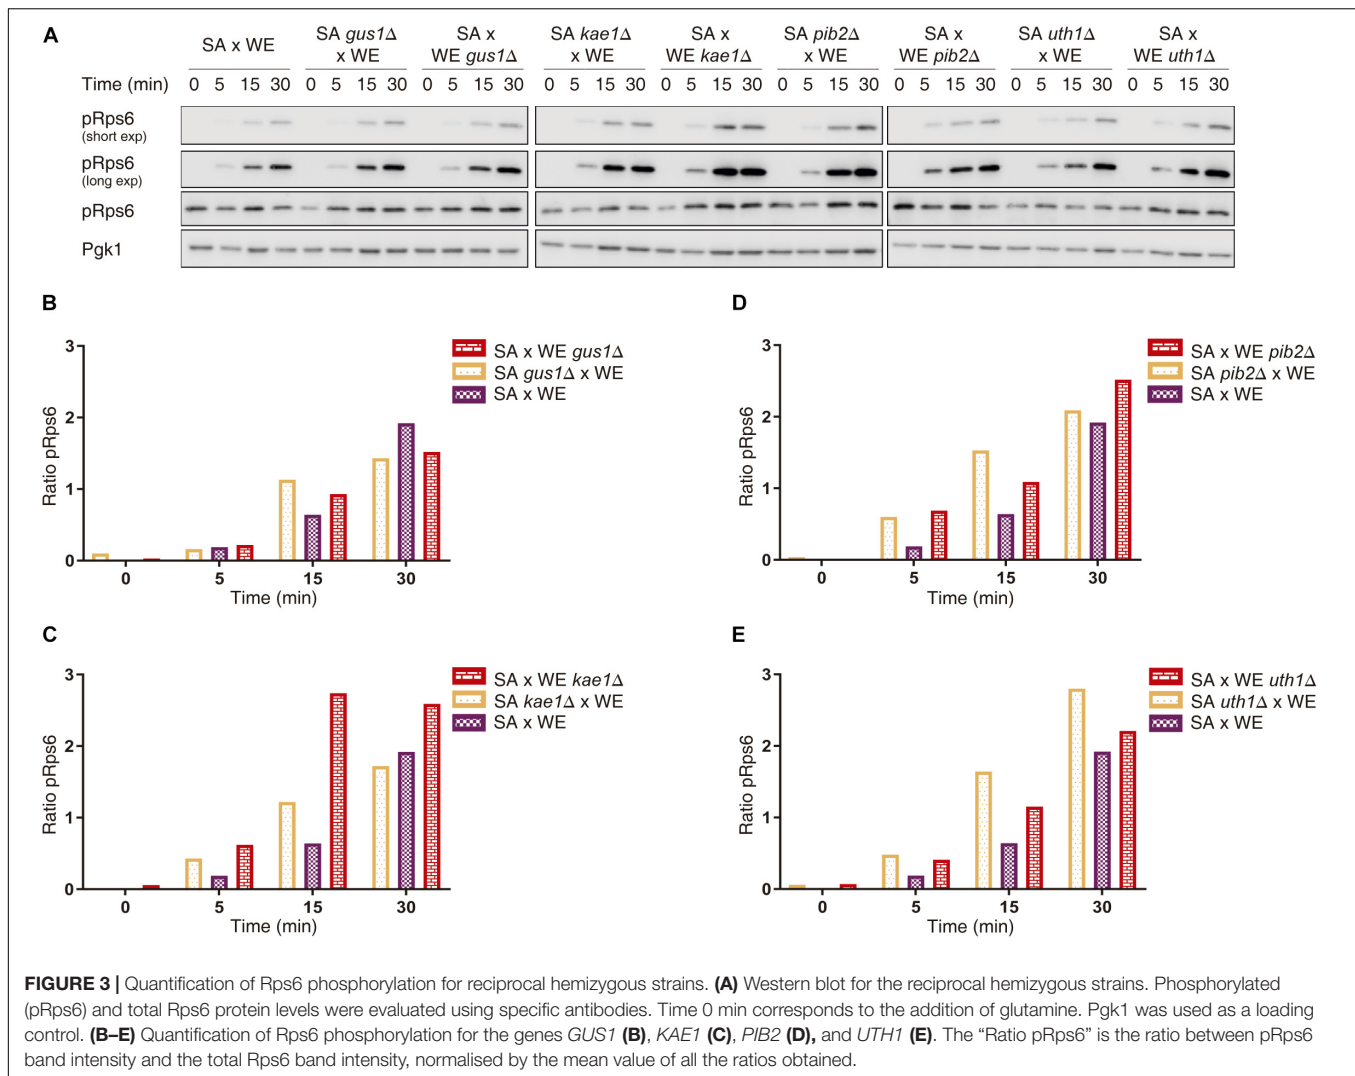 A
SA x WE
SA gus1Δ x WE
SA x WE gus1Δ
SA kae1Δ x WE
SA x WE kae1Δ
SA pib2Δ x WE
SA x WE pib2Δ
SA uth1Δ x WE
SA x WE uth1Δ
Time (min) 0 5 15 30 0 5 15 30 0 5 15 30 0 5 15 30 0 5 15 30 0 5 15 30 0 5 15 30 0 5 15 30 0 5 15 30
pRps6
(short exp)
pRps6
(long exp)
pRps6
Pgk1
B
3
2
1
0
Ratio pRps6
0 5 15 30
Time (min)
SA x WE gus1Δ
SA gus1Δ x WE
SA x WE
D
3
2
1
0
Ratio pRps6
0 5 15 30
Time (min)
SA x WE pib2Δ
SA pib2Δ x WE
SA x WE
C
3
2
1
0
Ratio pRps6
0 5 15 30
Time (min)
SA x WE kae1Δ
SA kae1Δ x WE
SA x WE
E
3
2
1
0
Ratio pRps6
0 5 15 30
Time (min)
SA x WE uth1Δ
SA uth1Δ x WE
SA x WE
FIGURE 3 | Quantification of Rps6 phosphorylation for reciprocal hemizygous strains. (A) Western blot for the reciprocal hemizygous strains. Phosphorylated
(pRps6) and total Rps6 protein levels were evaluated using specific antibodies. Time 0 min corresponds to the addition of glutamine. Pgk1 was used as a loading
control. (B–E) Quantification of Rps6 phosphorylation for the genes GUS1 (B), KAE1 (C), PIB2 (D), and UTH1 (E). The “Ratio pRps6” is the ratio between pRps6
band intensity and the total Rps6 band intensity, normalised by the mean value of all the ratios obtained.